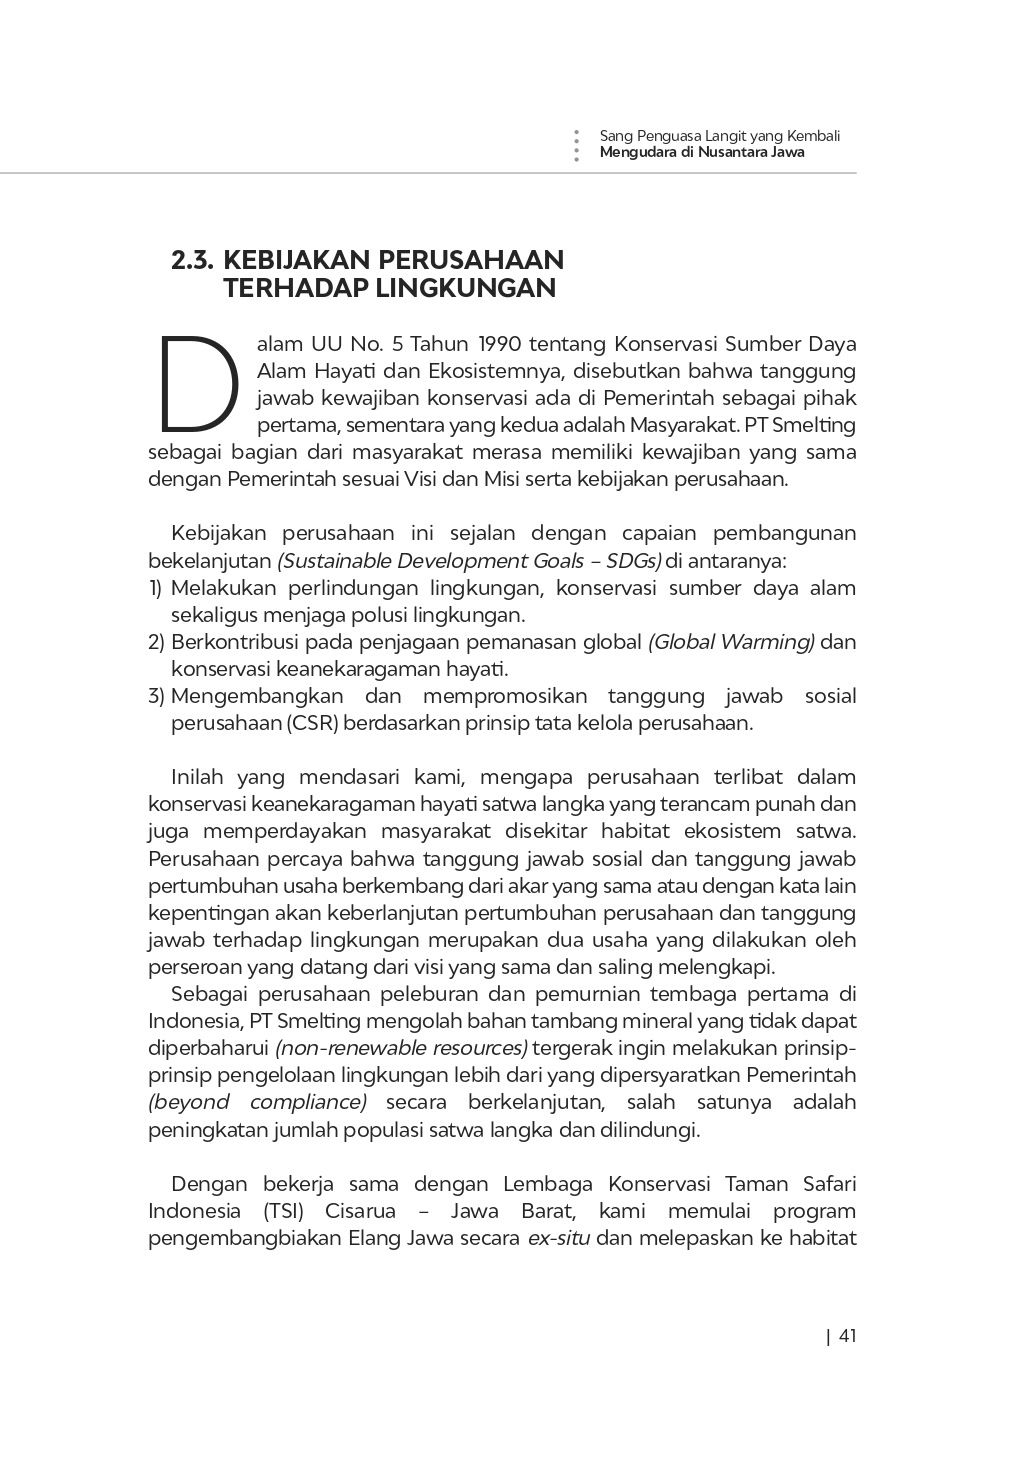 Sang Penguasa Langit yang Kembali
Mengudara di Nusantara Jawa
2.3. KEBIJAKAN PERUSAHAAN
TERHADAP LINGKUNGAN
Dalam UU No. 5 Tahun 1990 tentang Konservasi Sumber Daya
Alam Hayati dan Ekosistemnya, disebutkan bahwa tanggung
jawab kewajiban konservasi ada di Pemerintah sebagai pihak
pertama, sementara yang kedua adalah Masyarakat. PT Smelting
sebagai bagian dari masyarakat merasa memiliki kewajiban yang sama
dengan Pemerintah sesuai Visi dan Misi serta kebijakan perusahaan.
Kebijakan perusahaan ini sejalan dengan capaian pembangunan
bekelanjutan (Sustainable Development Goals – SDGs) di antaranya:
1) Melakukan perlindungan lingkungan, konservasi sumber daya alam
sekaligus menjaga polusi lingkungan.
2) Berkontribusi pada penjagaan pemanasan global (Global Warming) dan
konservasi keanekaragaman hayati.
3) Mengembangkan dan mempromosikan tanggung jawab sosial
perusahaan (CSR) berdasarkan prinsip tata kelola perusahaan.
Inilah yang mendasari kami, mengapa perusahaan terlibat dalam
konservasi keanekaragaman hayati satwa langka yang terancam punah dan
juga memperdayakan masyarakat disekitar habitat ekosistem satwa.
Perusahaan percaya bahwa tanggung jawab sosial dan tanggung jawab
pertumbuhan usaha berkembang dari akar yang sama atau dengan kata lain
kepentingan akan keberlanjutan pertumbuhan perusahaan dan tanggung
jawab terhadap lingkungan merupakan dua usaha yang dilakukan oleh
perseroan yang datang dari visi yang sama dan saling melengkapi.
Sebagai perusahaan peleburan dan pemurnian tembaga pertama di
Indonesia, PT Smelting mengolah bahan tambang mineral yang tidak dapat
diperbaharui (non-renewable resources) tergerak ingin melakukan prinsip-
prinsip pengelolaan lingkungan lebih dari yang dipersyaratkan Pemerintah
(beyond compliance) secara berkelanjutan, salah satunya adalah
peningkatan jumlah populasi satwa langka dan dilindungi.
Dengan bekerja sama dengan Lembaga Konservasi Taman Safari
Indonesia (TSI) Cisarua – Jawa Barat, kami memulai program
pengembangbiakan Elang Jawa secara ex-situ dan melepaskan ke habitat
| 41